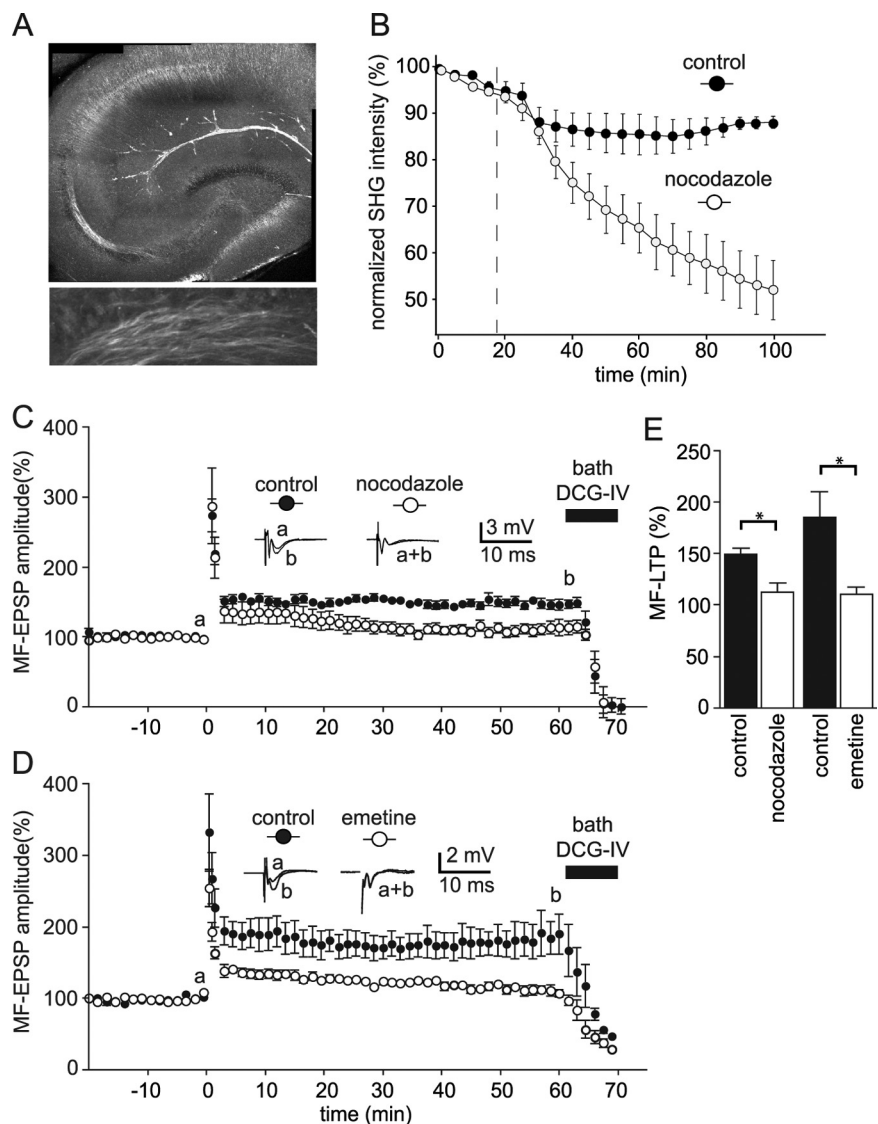 A
B
normalized SHG intensity (%)
100
90
80
70
60
50
control
nocodazole
0
20
40
60
80
100
time (min)
C
MF-EPSP amplitude(%)
400
300
200
100
0
a
control
a
b
nocodazole
a+b
3 mV
10 ms
bath
DCG-IV
b
-10
0
10
20
30
40
50
60
70
D
MF-EPSP amplitude(%)
400
300
200
100
0
a
control
a
b
emetine
a+b
2 mV
10 ms
bath
DCG-IV
b
-10
0
10
20
30
40
50
60
70
time (min)
E
MF-LTP (%)
250
200
150
100
50
0
*
*
control
nocodazole
control
emetine